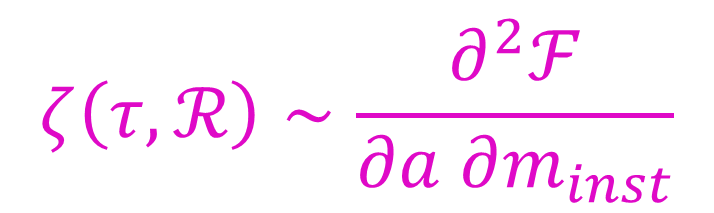 ζ(τ, ℛ) ~ ∂²ℱ / ∂a ∂m_inst